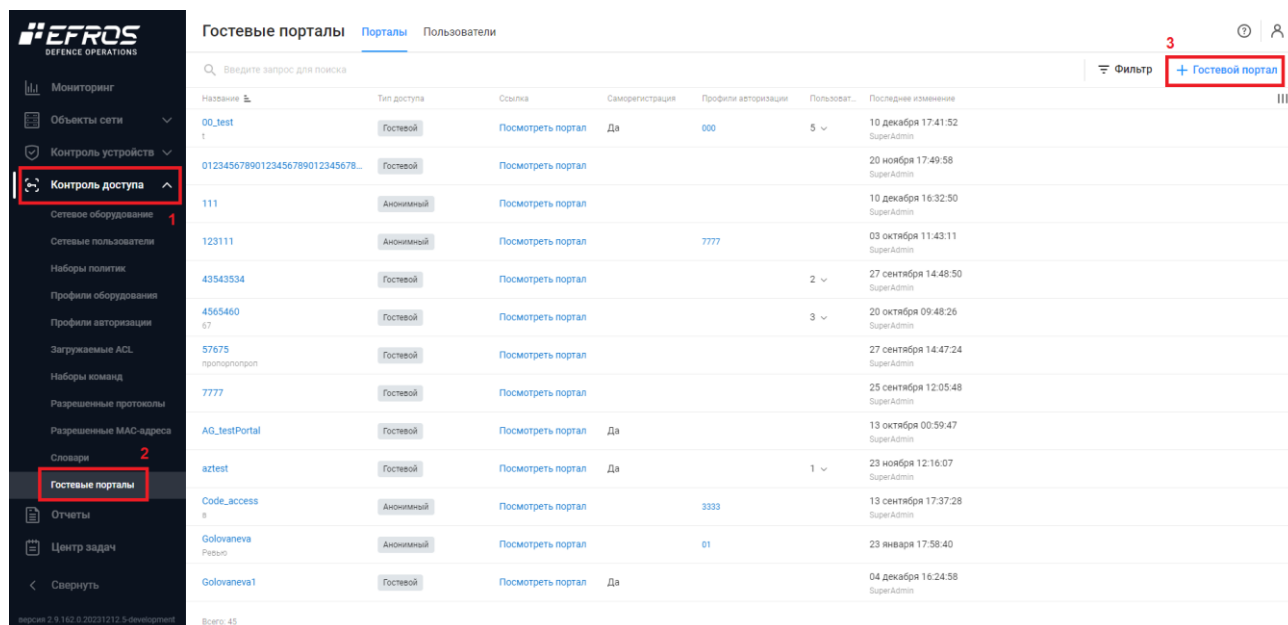 EFROS
DEFENCE OPERATIONS
Мониторинг
Объекты сети
Контроль устройств
Контроль доступа
1
Сетевое оборудование
Сетевые пользователи
Наборы политик
Профили оборудования
Профили авторизации
Загружаемые ACL
Наборы команд
Разрешенные протоколы
Разрешенные MAC-адреса
Словари
2
Гостевые порталы
Отчеты
Центр задач
Свернуть
версия 2.9.162.0.20231212.5-development
Гостевые порталы Порталы Пользователи
3
Введите запрос для поиска Фильтр + Гостевой портал
Название Тип доступа Ссылка Саморегистрация Профили авторизации Пользоват... Последнее изменение
00_test Гостевой Посмотреть портал Да 000 5 10 декабря 17:41:52
t SuperAdmin
01234567890123456789012345678... Гостевой Посмотреть портал 20 ноября 17:49:58
SuperAdmin
111 Анонимный Посмотреть портал 10 декабря 16:32:50
SuperAdmin
123111 Анонимный Посмотреть портал 7777 03 октября 11:43:11
SuperAdmin
43543534 Гостевой Посмотреть портал 2 27 сентября 14:48:50
SuperAdmin
4565460 Гостевой Посмотреть портал 3 20 октября 09:48:26
67 SuperAdmin
57675 Гостевой Посмотреть портал 27 сентября 14:47:24
пропорпопроп SuperAdmin
7777 Гостевой Посмотреть портал 25 сентября 12:05:48
SuperAdmin
AG_testPortal Гостевой Посмотреть портал Да 13 октября 00:59:47
SuperAdmin
aztest Гостевой Посмотреть портал Да 1 23 ноября 12:16:07
SuperAdmin
Code_access Анонимный Посмотреть портал 3333 13 сентября 17:37:28
в SuperAdmin
Golovaneva Анонимный Посмотреть портал 01 23 января 17:58:40
Ревью
Golovaneva1 Гостевой Посмотреть портал Да 04 декабря 16:24:58
SuperAdmin
Всего: 45